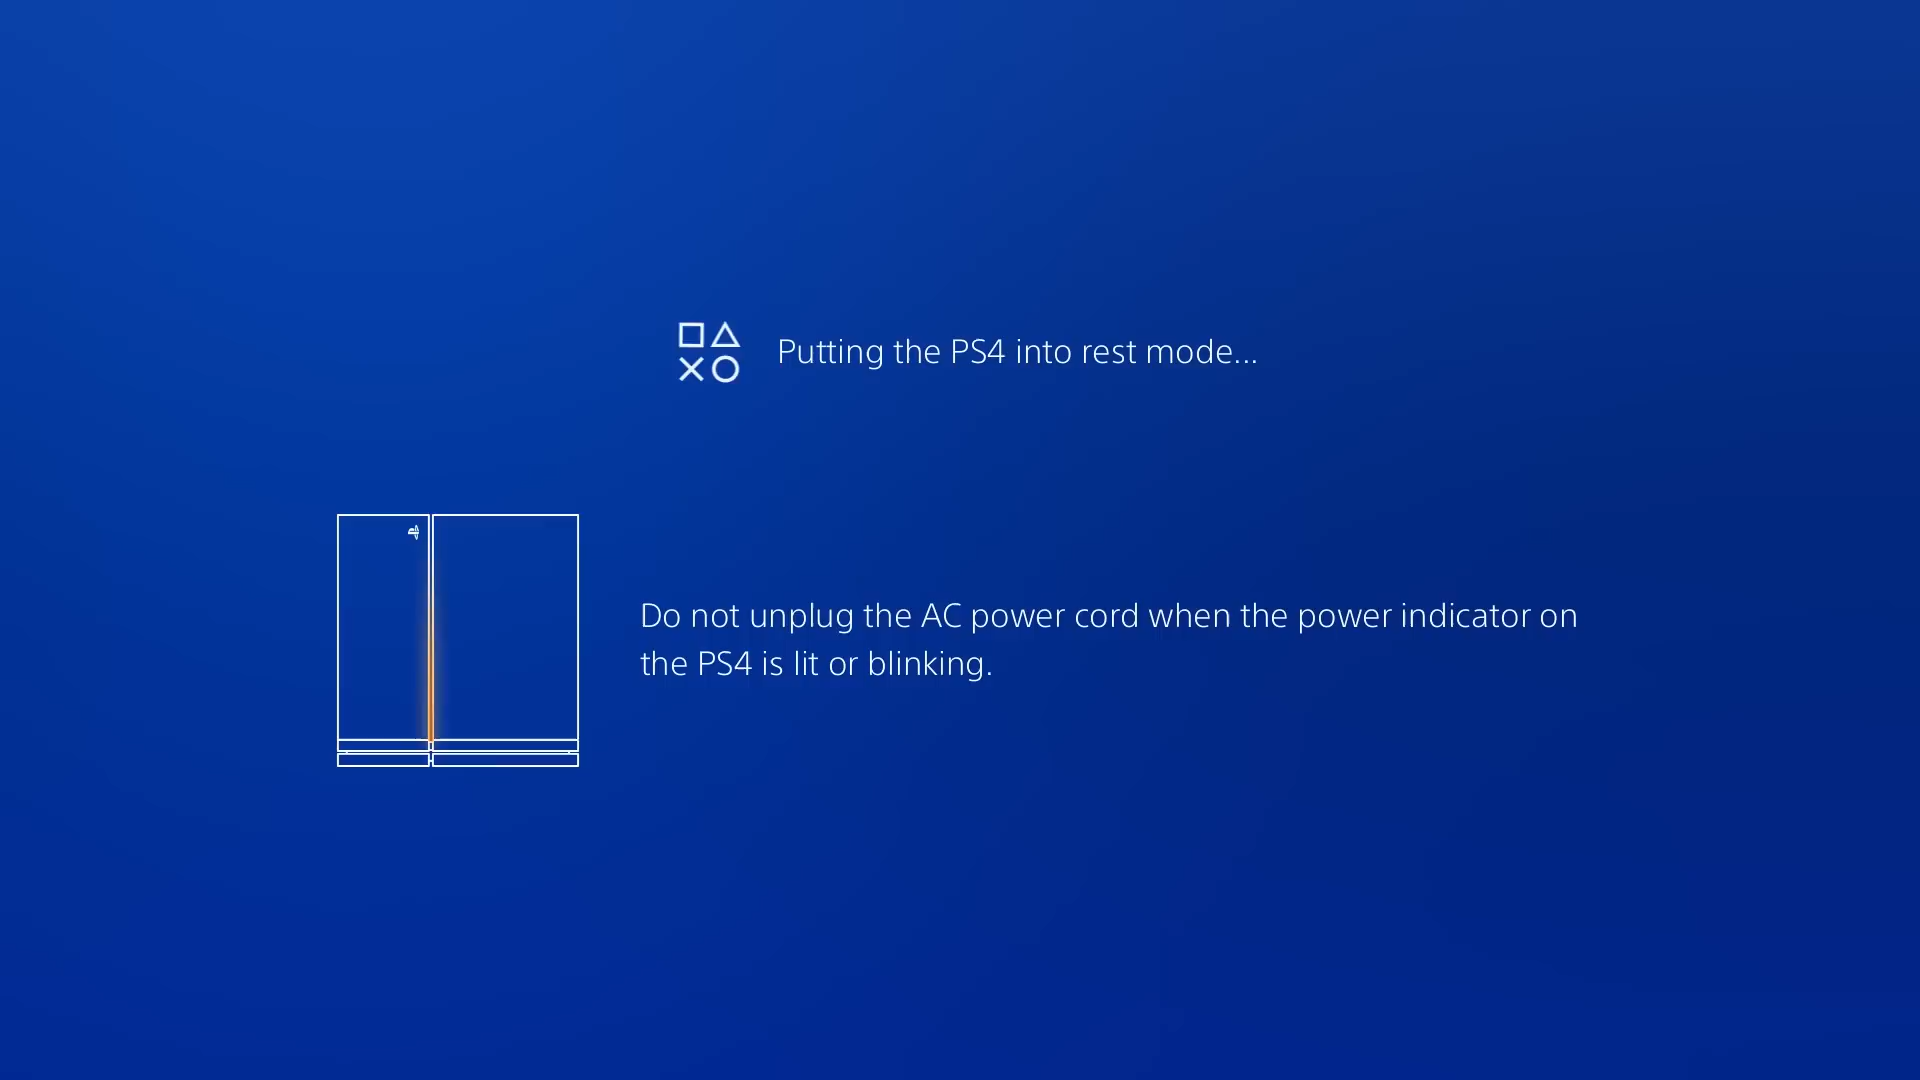 Putting the PS4 into rest mode...
Do not unplug the AC power cord when the power indicator on
the PS4 is lit or blinking.